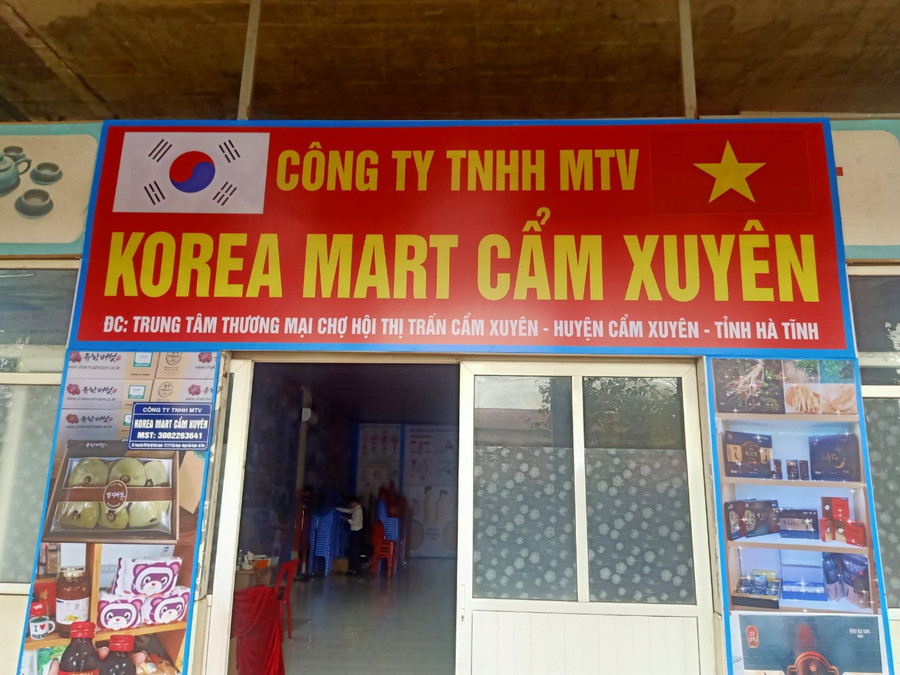 CÔNG TY TNHH MTV
KOREA MART CẨM XUYÊN
ĐC: TRUNG TÂM THƯƠNG MẠI CHỢ HỘI THỊ TRẤN CẨM XUYÊN - HUYỆN CẨM XUYÊN - TỈNH HÀ TĨNH
CÔNG TY TNHH MTV
KOREA MART CẨM XUYÊN
MST: 3002263641